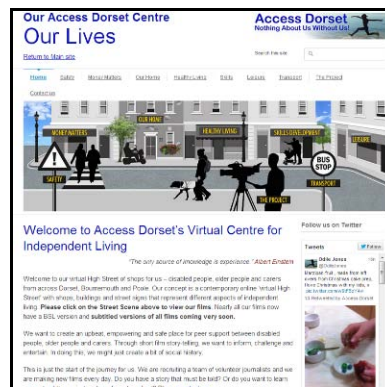 Our Access Dorset Centre
Our Lives
Return to Main site
Access Dorset
Nothing About Us Without Us!
Search this site:
Home Safety Money Matters Our Home Healthy Living Skills Leisure Transport The Project
Contact us
MONEY MATTERS
OUR HOME
HEALTHY LIVING
SKILLS DEVELOPMENT
LEISURE
SAFETY
BUS
STOP
TRANSPORT
THE PROJECT
Welcome to Access Dorset's Virtual Centre for
Independent Living
"The only source of knowledge is experience." Albert Einstein
Welcome to our virtual High Street of shops for us – disabled people, older people and carers
from across Dorset, Bournemouth and Poole. Our concept is a contemporary online 'virtual High
Street' with shops, buildings and street signs that represent different aspects of independent
living. Please click on the Street Scene above to view our films. Nearly all our films now
have a BSL version and subtitled versions of all films coming very soon.
We want to create an upbeat, empowering and safe place for peer support between disabled
people, older people and carers. Through short film story-telling, we want to inform, challenge and
entertain. In doing this, we might just create a bit of social history.
This is just the start of the journey for us. We are recruiting a team of volunteer journalists and we
are making new films every day. Do you have a story that must be told? Or do you want to learn
Follow us on Twitter
Tweets
Follow